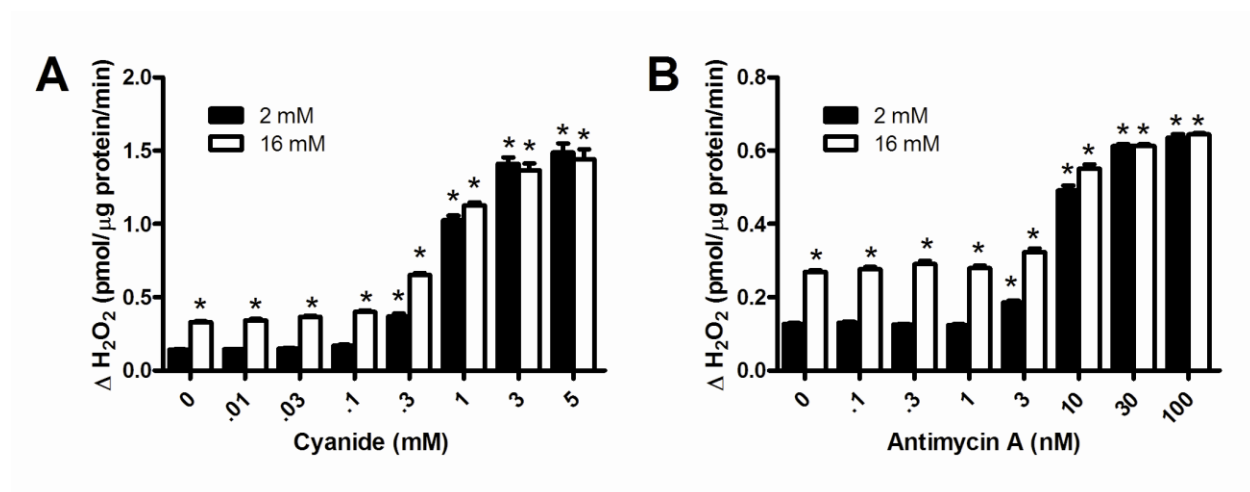 A
Δ H₂O₂ (pmol/µg protein/min)
2.0
1.5
1.0
0.5
0.0
2 mM
16 mM
* * * * * * * * * * * *
0 .01 .03 .1 .3 1 3 5
Cyanide (mM)
B
Δ H₂O₂ (pmol/µg protein/min)
0.8
0.6
0.4
0.2
0.0
2 mM
16 mM
* * * * * * * * * * * *
0 .1 .3 1 3 10 30 100
Antimycin A (nM)